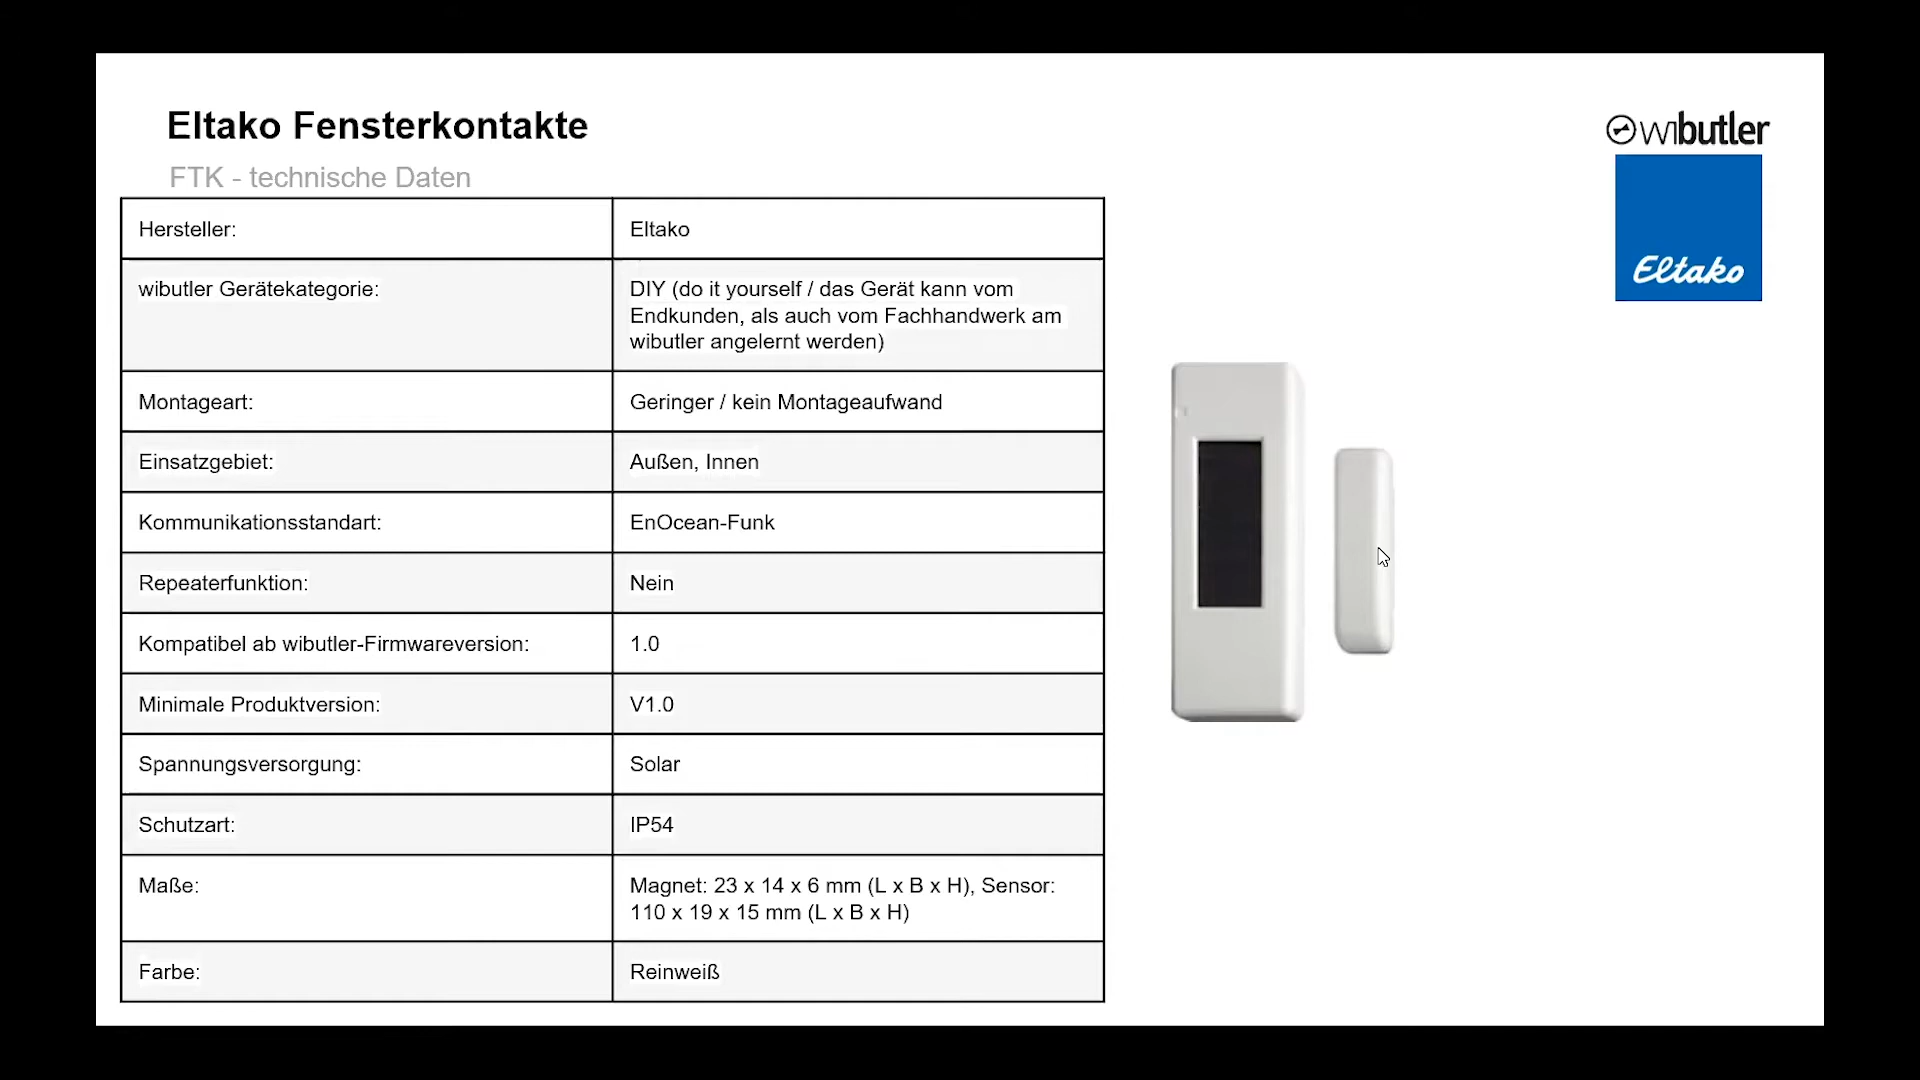 Eltako Fensterkontakte
FTK - technische Daten
wibutler
Eltako
Hersteller:
Eltako
wibutler Gerätekategorie:
DIY (do it yourself / das Gerät kann vom
Endkunden, als auch vom Fachhandwerk am
wibutler angelernt werden)
Montageart:
Geringer / kein Montageaufwand
Einsatzgebiet:
Außen, Innen
Kommunikationsstandart:
EnOcean-Funk
Repeaterfunktion:
Nein
Kompatibel ab wibutler-Firmwareversion:
1.0
Minimale Produktversion:
V1.0
Spannungsversorgung:
Solar
Schutzart:
IP54
Maße:
Magnet: 23 x 14 x 6 mm (L x B x H), Sensor:
110 x 19 x 15 mm (L x B x H)
Farbe:
Reinweiß